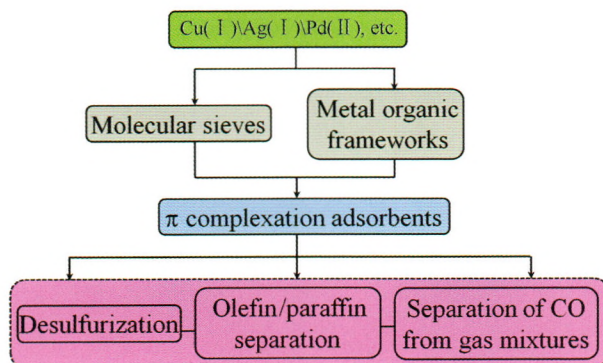 Cu(Ⅰ)\Ag(Ⅰ)\Pd(Ⅱ), etc.
Molecular sieves
Metal organic
frameworks
π complexation adsorbents
Desulfurization
Olefin/paraffin
separation
Separation of CO
from gas mixtures